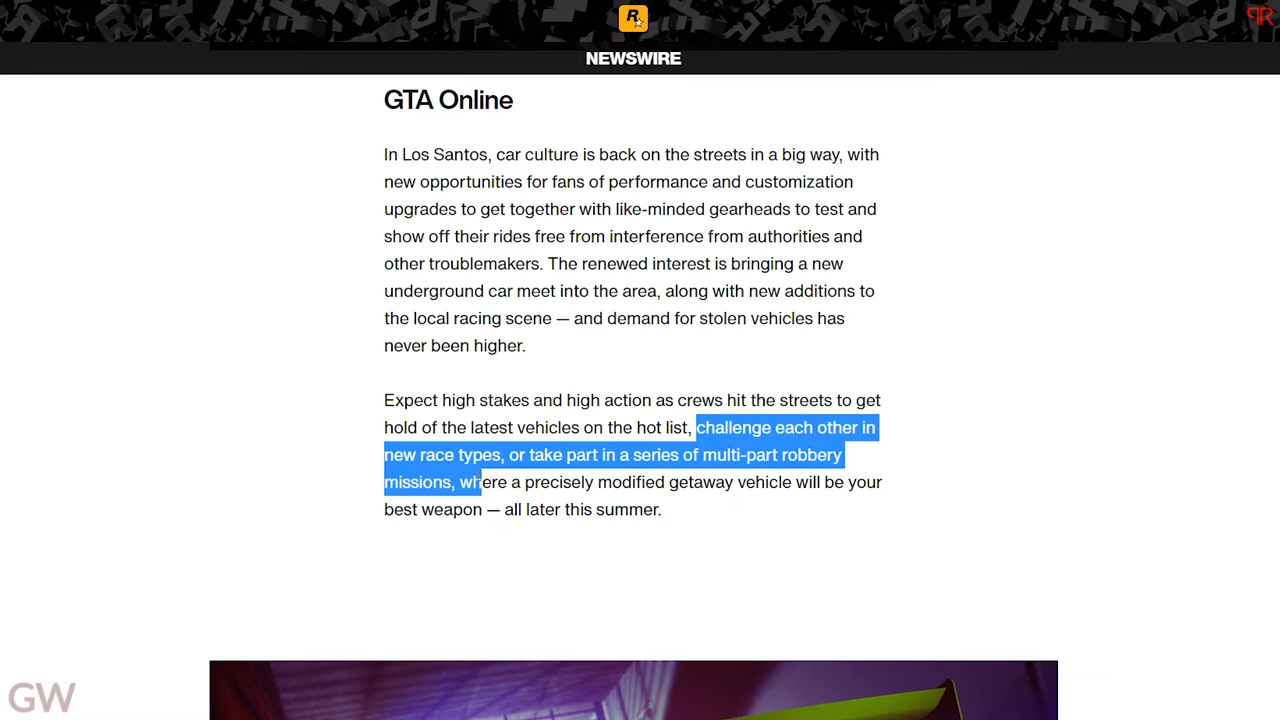 R
NEWSWIRE
GTA Online
In Los Santos, car culture is back on the streets in a big way, with
new opportunities for fans of performance and customization
upgrades to get together with like-minded gearheads to test and
show off their rides free from interference from authorities and
other troublemakers. The renewed interest is bringing a new
underground car meet into the area, along with new additions to
the local racing scene — and demand for stolen vehicles has
never been higher.
Expect high stakes and high action as crews hit the streets to get
hold of the latest vehicles on the hot list, challenge each other in
new race types, or take part in a series of multi-part robbery
missions, where a precisely modified getaway vehicle will be your
best weapon — all later this summer.
GW